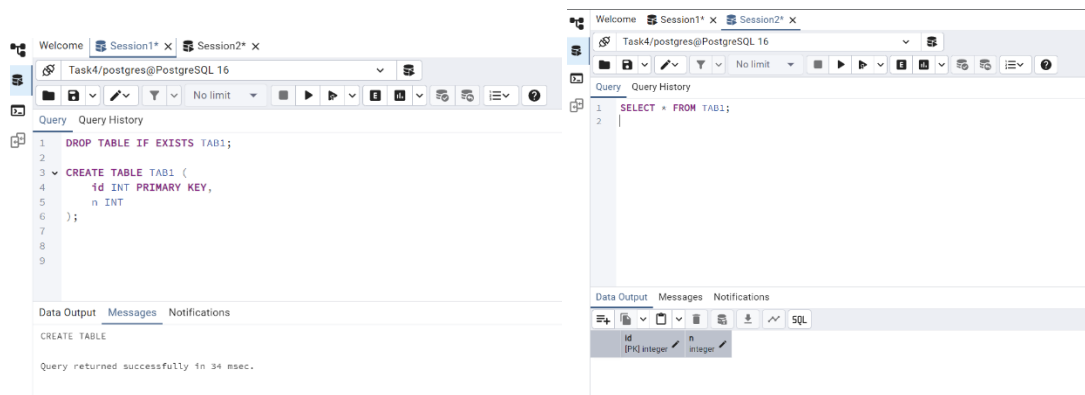 Welcome Session1* x Session2* x
Task4/postgres@PostgreSQL 16
No limit
Query Query History
1 DROP TABLE IF EXISTS TAB1;
2
3 CREATE TABLE TAB1 (
4 id INT PRIMARY KEY,
5 n INT
6 );
7
8
9
Data Output Messages Notifications
CREATE TABLE
Query returned successfully in 34 msec.
Welcome Session1* x Session2* x
Task4/postgres@PostgreSQL 16
No limit
Query Query History
1 SELECT * FROM TAB1;
2
Data Output Messages Notifications
SQL
id n
[PK] integer integer